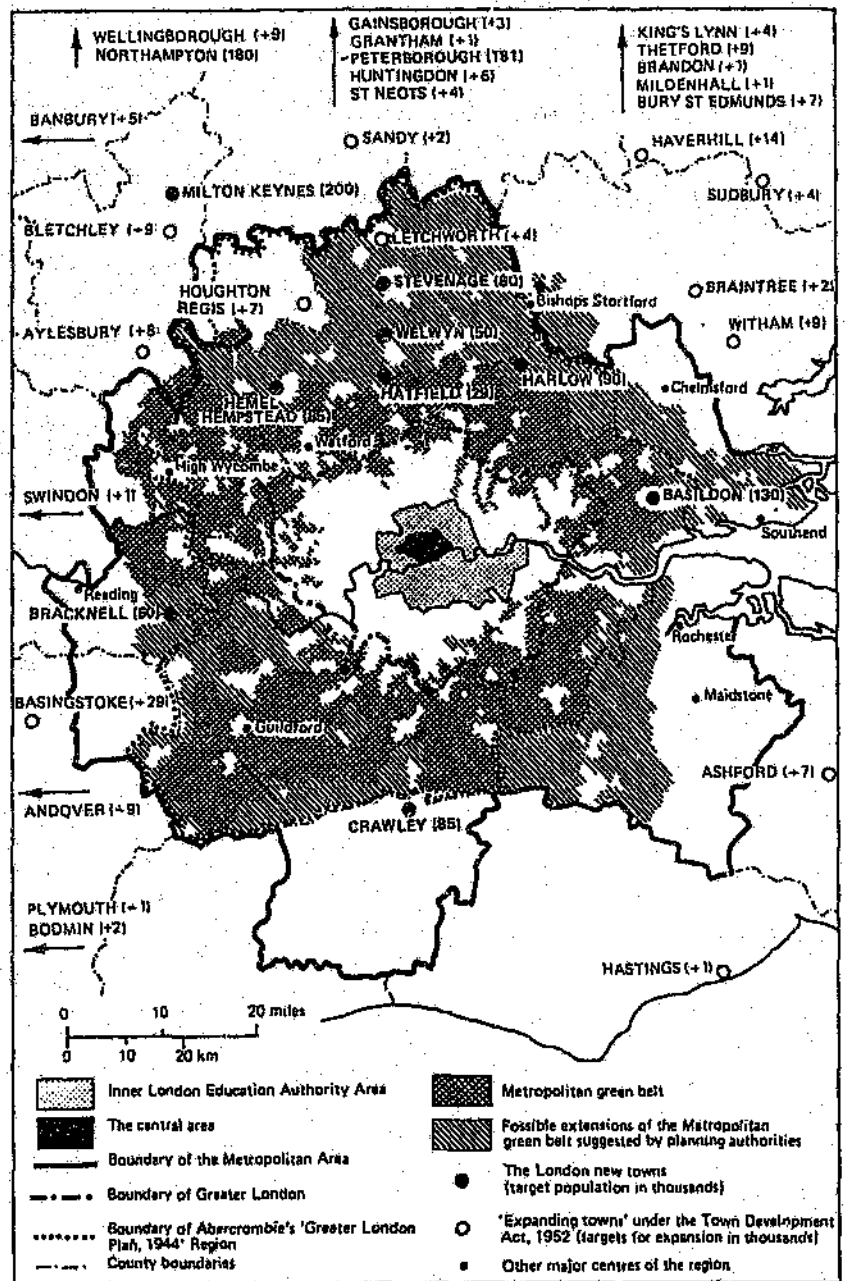 WELLINGBOROUGH (+9)
NORTHAMPTON (180)
GAINSBOROUGH (+3)
GRANTHAM (+1)
PETERBOROUGH (181)
HUNTINGDON (+6)
ST NEOTS (+4)
KING'S LYNN (+4)
THETFORD (+9)
BRANDON (+1)
MILDENHALL (+1)
BURY ST EDMUNDS (+7)
BANBURY (+5)
SANDY (+2)
HAVERHILL (+14)
MILTON KEYNES (200)
SUDBURY (+4)
BLETCHLEY (+9)
LETCHWORTH (+4)
STEVENAGE (80)
HOUGHTON
REGIS (+7)
Bishops Stortford
BRAINTREE (+2)
AYLESBURY (+8)
WELWYN (50)
WITHAM (+9)
HEMEL
HEMPSTEAD (85)
HATFIELD (29)
HARLOW (90)
Chelmsford
Watford
High Wycombe
SWINDON (+1)
BASILDON (130)
Southend
Reading
BRACKNELL (60)
Rochester
Maidstone
BASINGSTOKE (+29)
Guildford
ASHFORD (+7)
ANDOVER (+9)
CRAWLEY (85)
PLYMOUTH (+1)
BODMIN (+2)
HASTINGS (+1)
0 10 20 miles
0 10 20 km
Inner London Education Authority Area
The central area
Boundary of the Metropolitan Area
Boundary of Greater London
Boundary of Abercrombie's 'Greater London
Plan, 1944' Region
County boundaries
Metropolitan green belt
Possible extensions of the Metropolitan
green belt suggested by planning authorities
The London new towns
(target population in thousands)
'Expanding towns' under the Town Development
Act, 1952 (targets for expansion in thousands)
Other major centres of the region